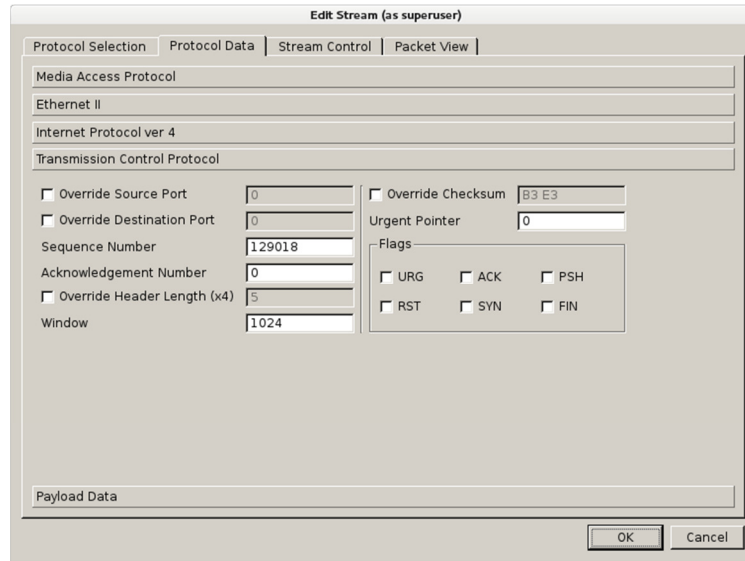 Edit Stream (as superuser)
Protocol Selection Protocol Data Stream Control Packet View
Media Access Protocol
Ethernet II
Internet Protocol ver 4
Transmission Control Protocol
Override Source Port 0
Override Destination Port 0
Sequence Number 129018
Acknowledgement Number 0
Override Header Length (x4) 5
Window 1024
Override Checksum B3 E3
Urgent Pointer 0
Flags
URG ACK PSH
RST SYN FIN
Payload Data
OK Cancel